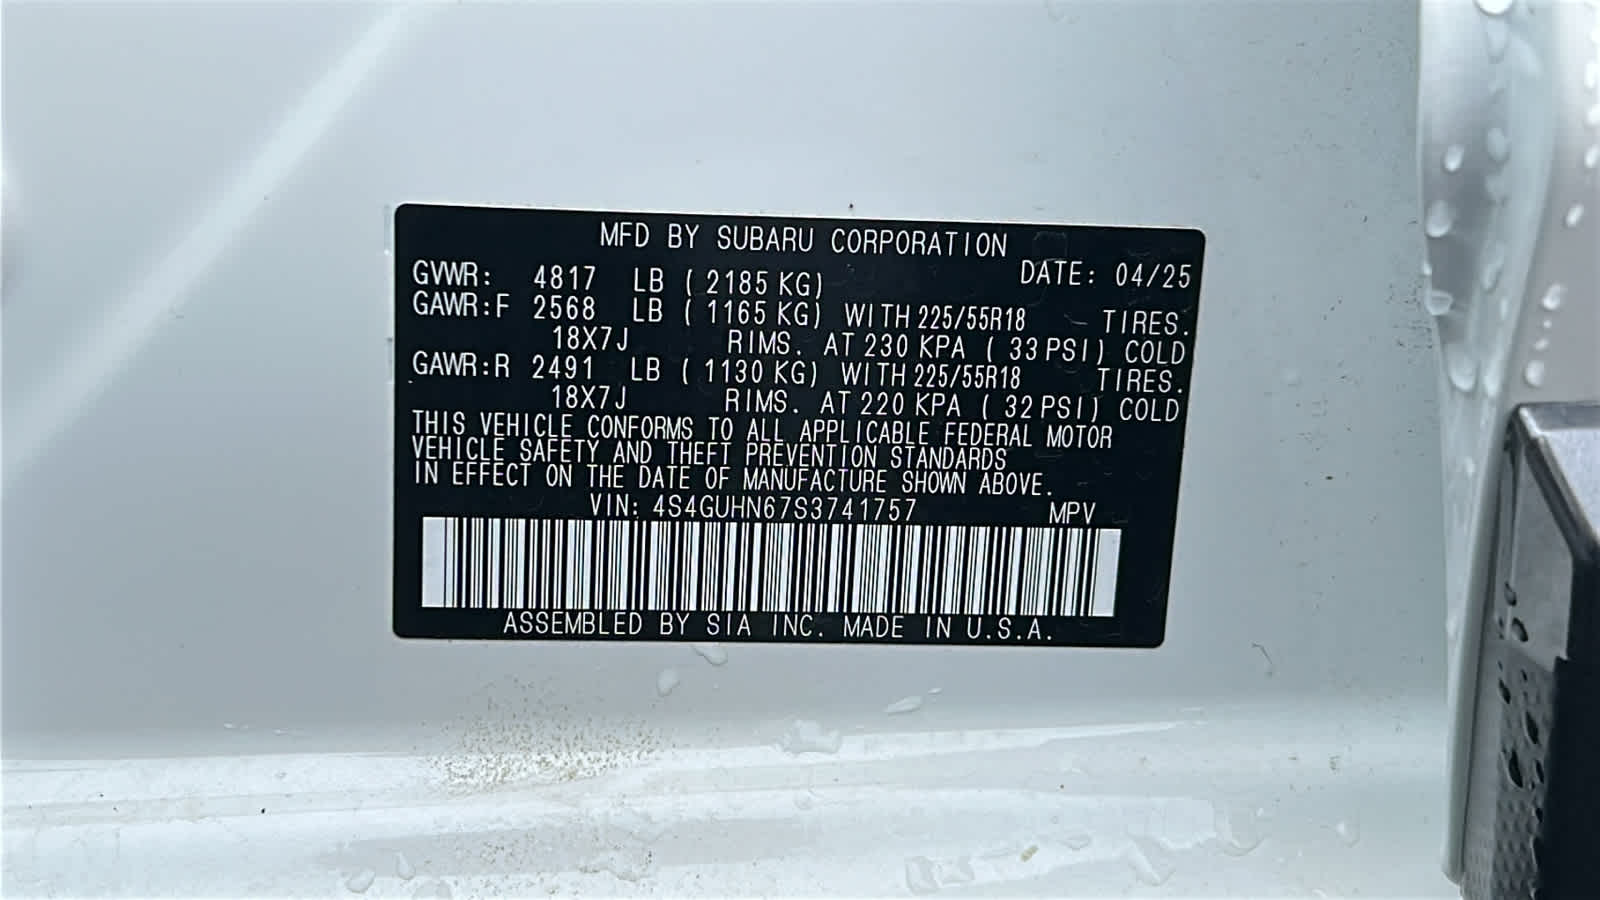 MFD BY SUBARU CORPORATION
GVWR: 4817 LB ( 2185 KG) DATE: 04/25
GAWR:F 2568 LB ( 1165 KG) WITH 225/55R18 TIRES.
18X7J RIMS. AT 230 KPA ( 33 PSI) COLD
GAWR:R 2491 LB ( 1130 KG) WITH 225/55R18 TIRES.
18X7J RIMS. AT 220 KPA ( 32 PSI) COLD
THIS VEHICLE CONFORMS TO ALL APPLICABLE FEDERAL MOTOR
VEHICLE SAFETY AND THEFT PREVENTION STANDARDS
IN EFFECT ON THE DATE OF MANUFACTURE SHOWN ABOVE.
VIN: 4S4GUHN67S3741757 MPV
ASSEMBLED BY SIA INC. MADE IN U.S.A.